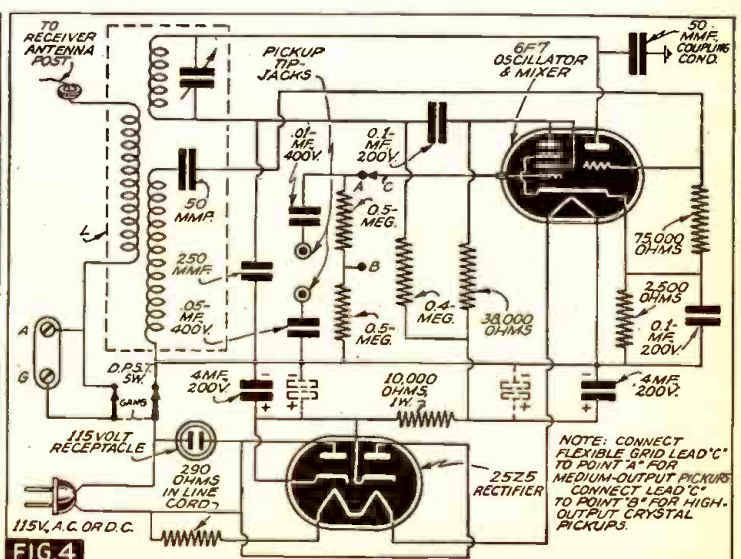 TO
RECEIVER
ANTENNA
POST
PICKUP
TIP-
JACKS
6F7
OSCILLATOR
& MIXER
50
MMF.
COUPLING
COND.
.01-
MF.
400V.
0.1-
MF.
200V.
A
C
50
MMF.
0.5-
MEG.
L
250
MMF.
B
75,000
OHMS
.05-
MF.
400V.
0.5-
MEG.
0.4-
MEG.
38,000
OHMS
2,500
OHMS
0.1-
MF.
200V.
A
G
D.P.S.T.
SW.
GANG
4MF.
200V.
-
+
-
+
10,000
OHMS,
1W.
-
+
-
+
4MF.
200V.
115 VOLT
RECEPTACLE
290
OHMS
IN LINE
CORD
25Z5
RECTIFIER
115V., A.C. OR D.C.
NOTE: CONNECT
FLEXIBLE GRID LEAD "C"
TO POINT "A" FOR
MEDIUM-OUTPUT PICKUPS
CONNECT LEAD "C"
TO POINT "B" FOR HIGH-
OUTPUT CRYSTAL
PICKUPS.
FIG. 4